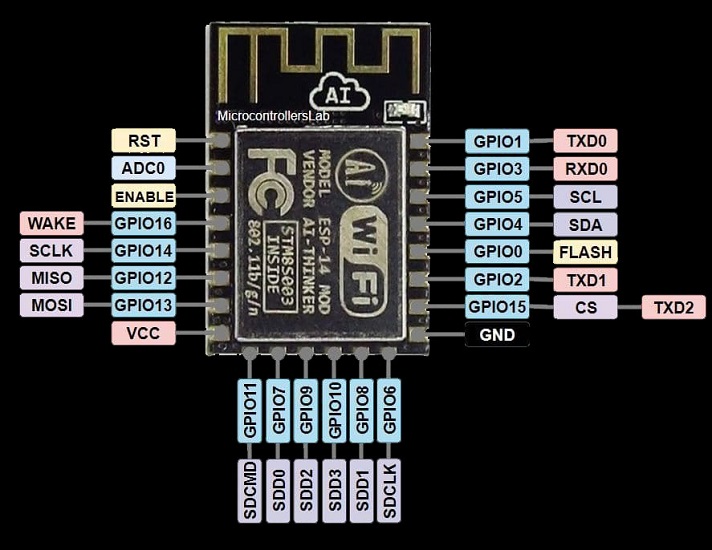 AI
MicrocontrollersLab
RST
ADC0
ENABLE
WAKE GPIO16
SCLK GPIO14
MISO GPIO12
MOSI GPIO13
VCC
Ai
WiFi
FC
MODEL ESP-14 MOD
VENDOR AI-THINKER
STM8S003
INSIDE
802.11b/g/n
GPIO1 TXD0
GPIO3 RXD0
GPIO5 SCL
GPIO4 SDA
GPIO0 FLASH
GPIO2 TXD1
GPIO15 CS TXD2
GND
GPIO11 GPIO7 GPIO9 GPIO10 GPIO8 GPIO6
SDCMD SDD0 SDD2 SDD3 SDD1 SDCLK